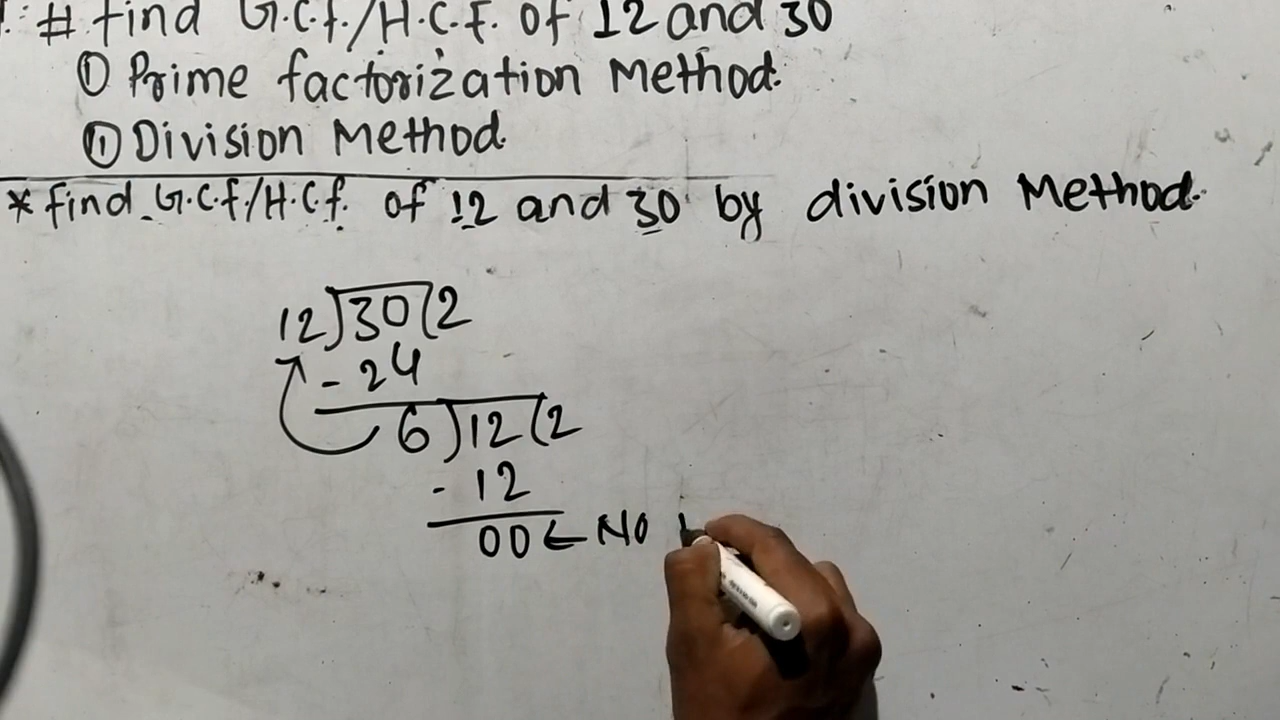 # find G.C.f./H.C.F. of 12 and 30
① Prime factorization Method.
⑪ Division Method.
* find G.C.f/H.C.f. of 12 and 30 by division Method.
12)30(2
- 24
6)12(2
- 12
00 ← No